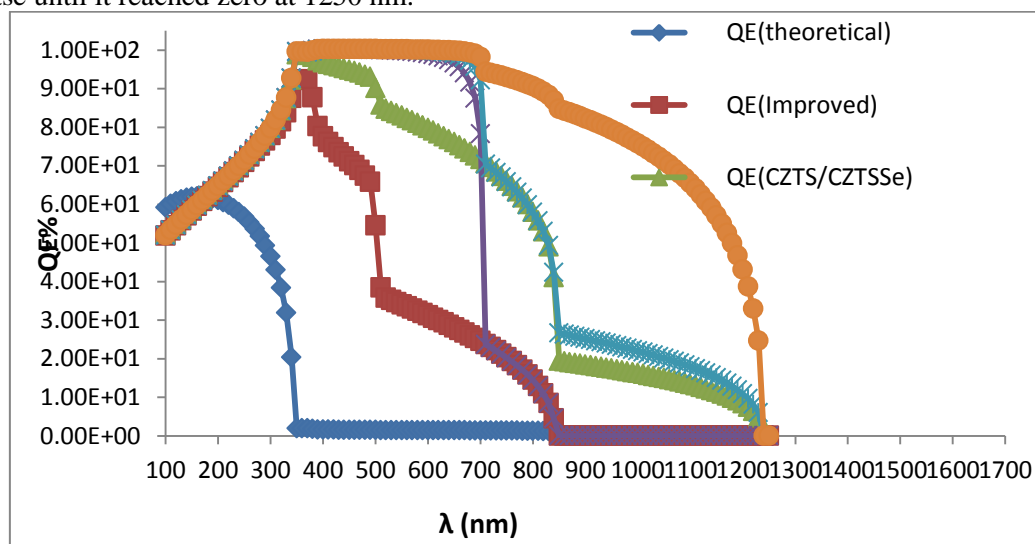 1.00E+02
9.00E+01
8.00E+01
7.00E+01
6.00E+01
5.00E+01
4.00E+01
3.00E+01
2.00E+01
1.00E+01
0.00E+00
QE%
QE(theoretical)
QE(Improved)
QE(CZTS/CZTSSe)
100 200 300 400 500 600 700 800 900 1000 1100 1200 1300 1400 1500 1600 1700
λ (nm)